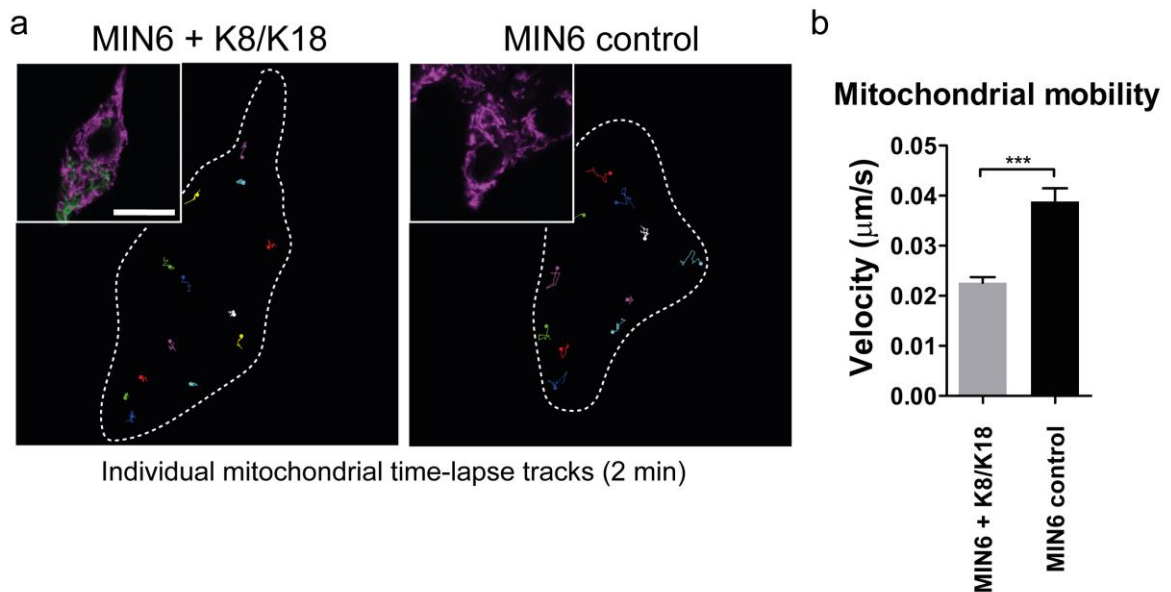 a
MIN6 + K8/K18
MIN6 control
Individual mitochondrial time-lapse tracks (2 min)
b
Mitochondrial mobility
Velocity (μm/s)
0.05
0.04
0.03
0.02
0.01
0.00
***
MIN6 + K8/K18
MIN6 control